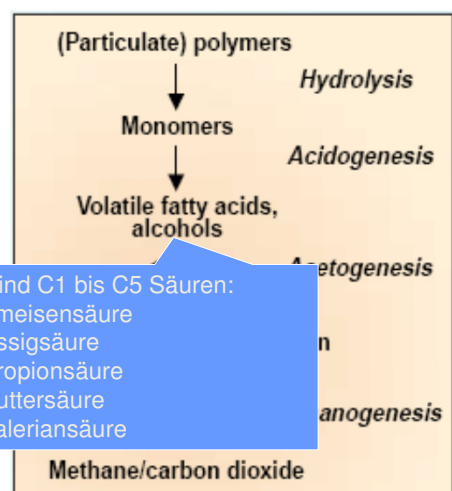 (Particulate) polymers
Hydrolysis
Monomers
Acidogenesis
Volatile fatty acids,
alcohols
etogenesis
ind C1 bis C5 Säuren:
meisensäure
ssigsäure
ropionsäure
uttersäure
aleriansäure
n
anogenesis
Methane/carbon dioxide